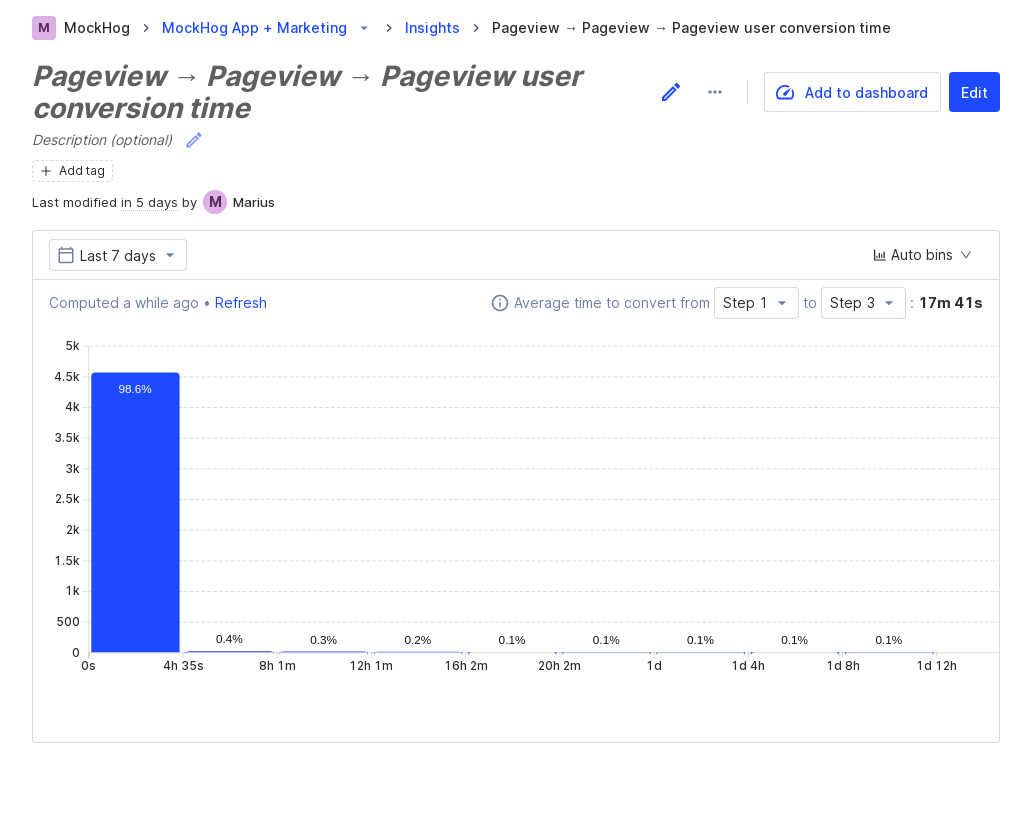 M MockHog > MockHog App + Marketing > Insights > Pageview → Pageview → Pageview user conversion time
Pageview → Pageview → Pageview user
conversion time
Add to dashboard
Edit
Description (optional)
+ Add tag
Last modified in 5 days by M Marius
Last 7 days
Auto bins
Computed a while ago • Refresh
Average time to convert from Step 1 to Step 3 : 17m 41s
5k
4.5k
4k
3.5k
3k
2.5k
2k
1.5k
1k
500
0
98.6% 0.4% 0.3% 0.2% 0.1% 0.1% 0.1% 0.1% 0.1%
0s 4h 35s 8h 1m 12h 1m 16h 2m 20h 2m 1d 1d 4h 1d 8h 1d 12h